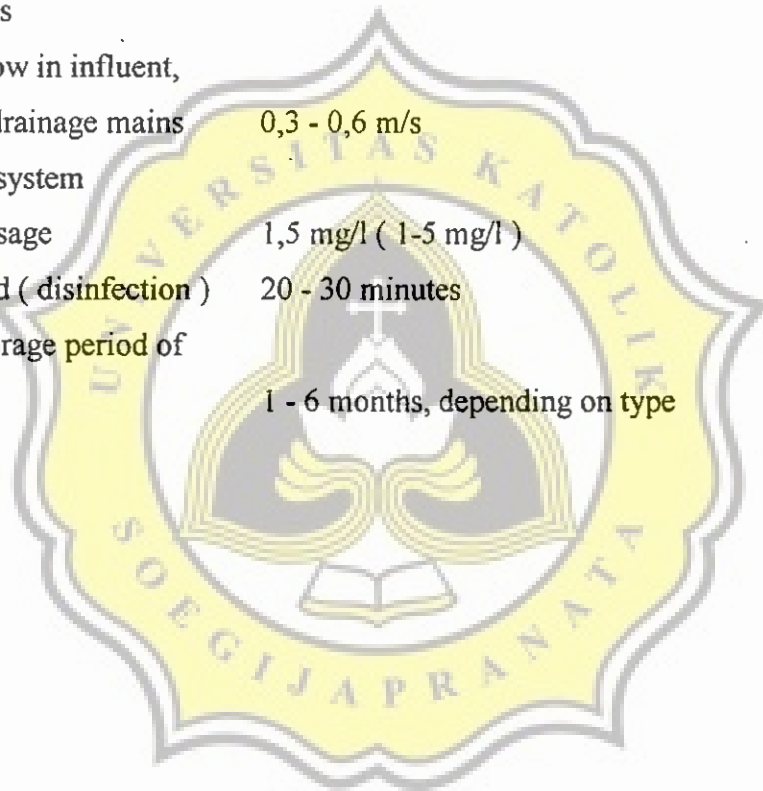 s
ow in influent,
drainage mains 0,3 - 0,6 m/s
system
sage 1,5 mg/l ( 1-5 mg/l )
d ( disinfection ) 20 - 30 minutes
rage period of
1 - 6 months, depending on type
UNIVERSITAS KATOLIK
SOEGIJAPRANATA